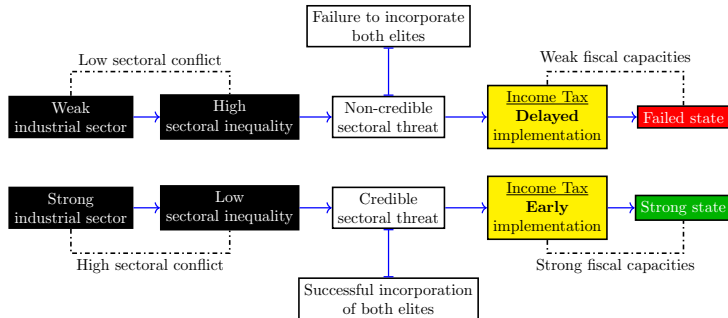 Failure to incorporate
both elites
Low sectoral conflict
Weak fiscal capacities
Weak
industrial sector
High
sectoral inequality
Non-credible
sectoral threat
Income Tax
Delayed
implementation
Failed state
Strong
industrial sector
Low
sectoral inequality
Credible
sectoral threat
Income Tax
Early
implementation
Strong state
High sectoral conflict
Strong fiscal capacities
Successful incorporation
of both elites